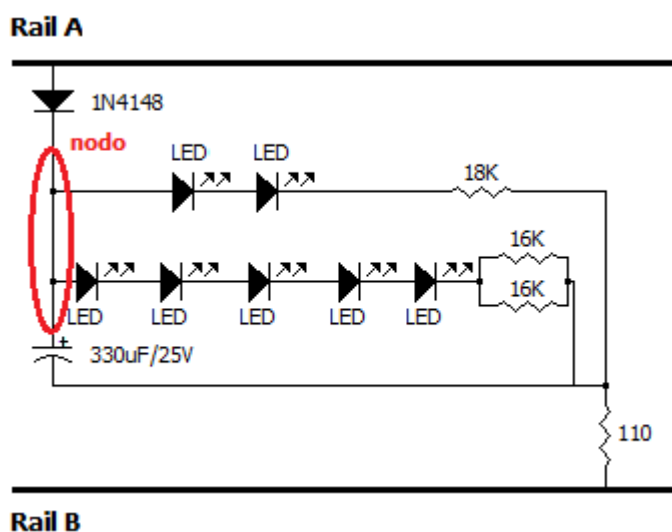 Rail A
1N4148
nodo
LED LED
18K
16K
16K
LED LED LED LED LED
+
330uF/25V
110
Rail B